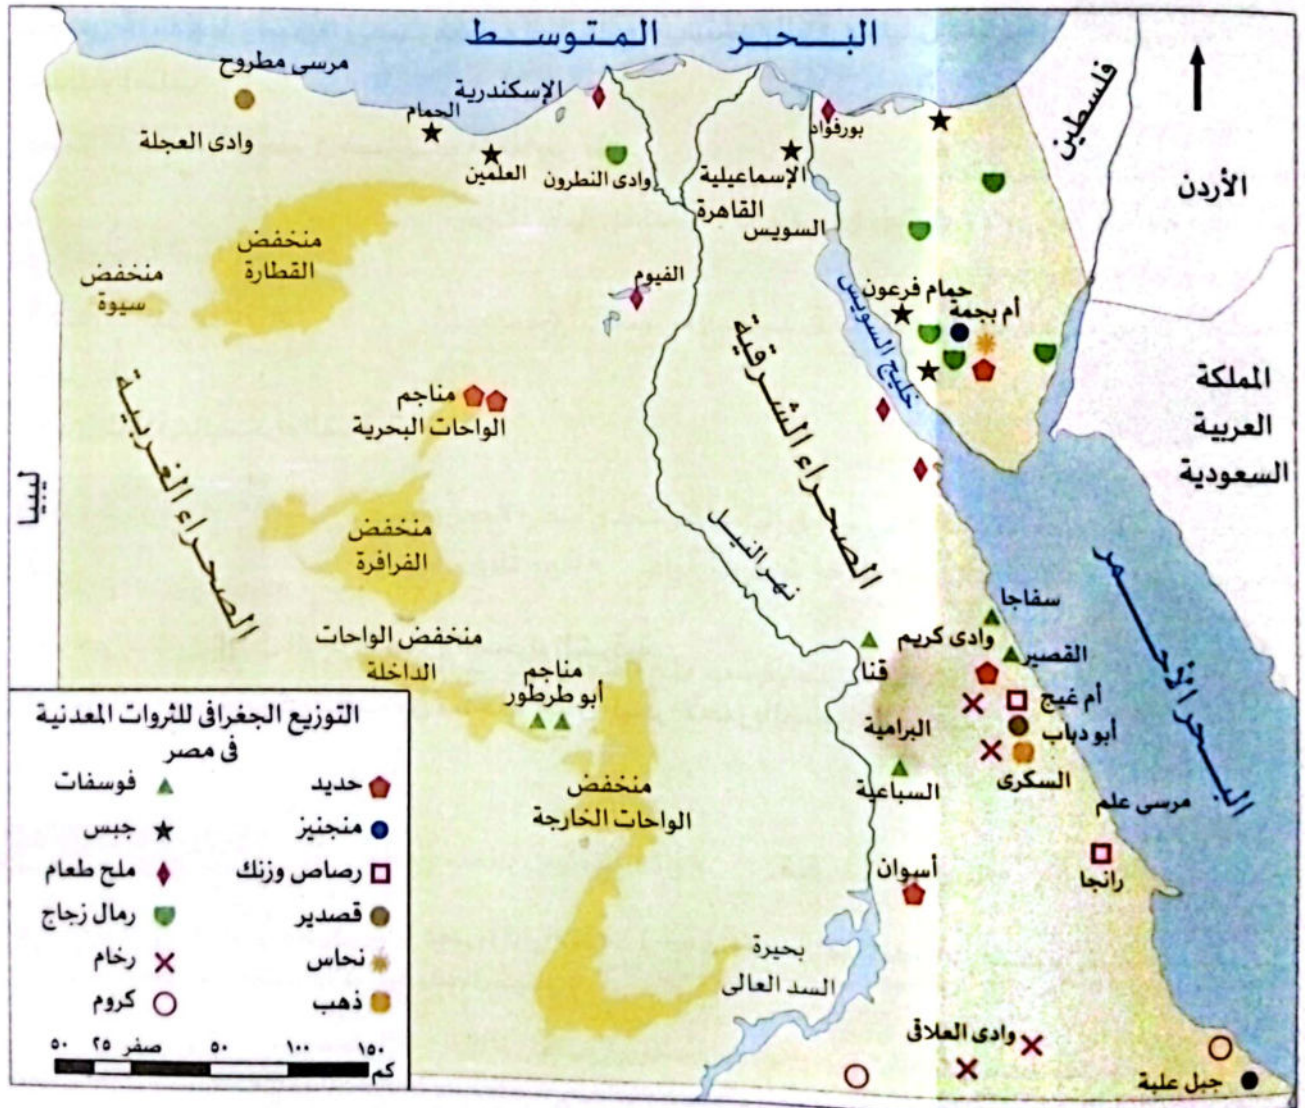 البحر المتوسط
مرسى مطروح
وادى العجلة
الحمام
العلمين
الإسكندرية
وادى النطرون
بورفواد
الإسماعيلية
القاهرة
السويس
فلسطين
الأردن
المملكة
العربية
السعودية
ليبيا
منخفض
القطارة
منخفض
سيوة
الفيوم
حمام فرعون
أم بجمة
خليج السويس
الصحراء الشرقية
الصحراء الغربية
مناجم
الواحات البحرية
منخفض
الفرافرة
نهر النيل
منخفض الواحات
الداخلة
مناجم
أبو طرطور
منخفض
الواحات الخارجة
البحر الأحمر
سفاجا
وادى كريم
القصير
قنا
أم غيج
أبو دباب
البرامية
السكرى
السباعية
مرسى علم
رانجا
أسوان
بحيرة
السد العالى
وادى العلاقى
جبل علبة
التوزيع الجغرافى للثروات المعدنية
فى مصر
حديد
فوسفات
منجنيز
جبس
رصاص وزنك
ملح طعام
قصدير
رمال زجاج
نحاس
رخام
ذهب
كروم
٥٠ ٢٥ صفر ٥٠ ١٠٠ ١٥٠
كم